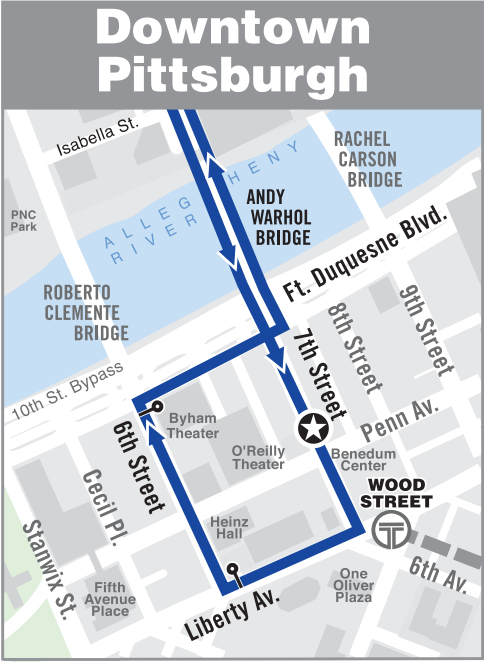 Downtown
Pittsburgh
Isabella St.
RACHEL
CARSON
BRIDGE
ALLEGHENY
RIVER
ANDY
WARHOL
BRIDGE
PNC
Park
Ft. Duquesne Blvd.
ROBERTO
CLEMENTE
BRIDGE
10th St. Bypass
7th Street
8th Street
9th Street
Byham
Theater
6th Street
Penn Av.
O'Reilly
Theater
Benedum
Center
Cecil Pl.
WOOD
STREET
T
Stanwix St.
Heinz
Hall
6th Av.
Fifth
Avenue
Place
Liberty Av.
One
Oliver
Plaza